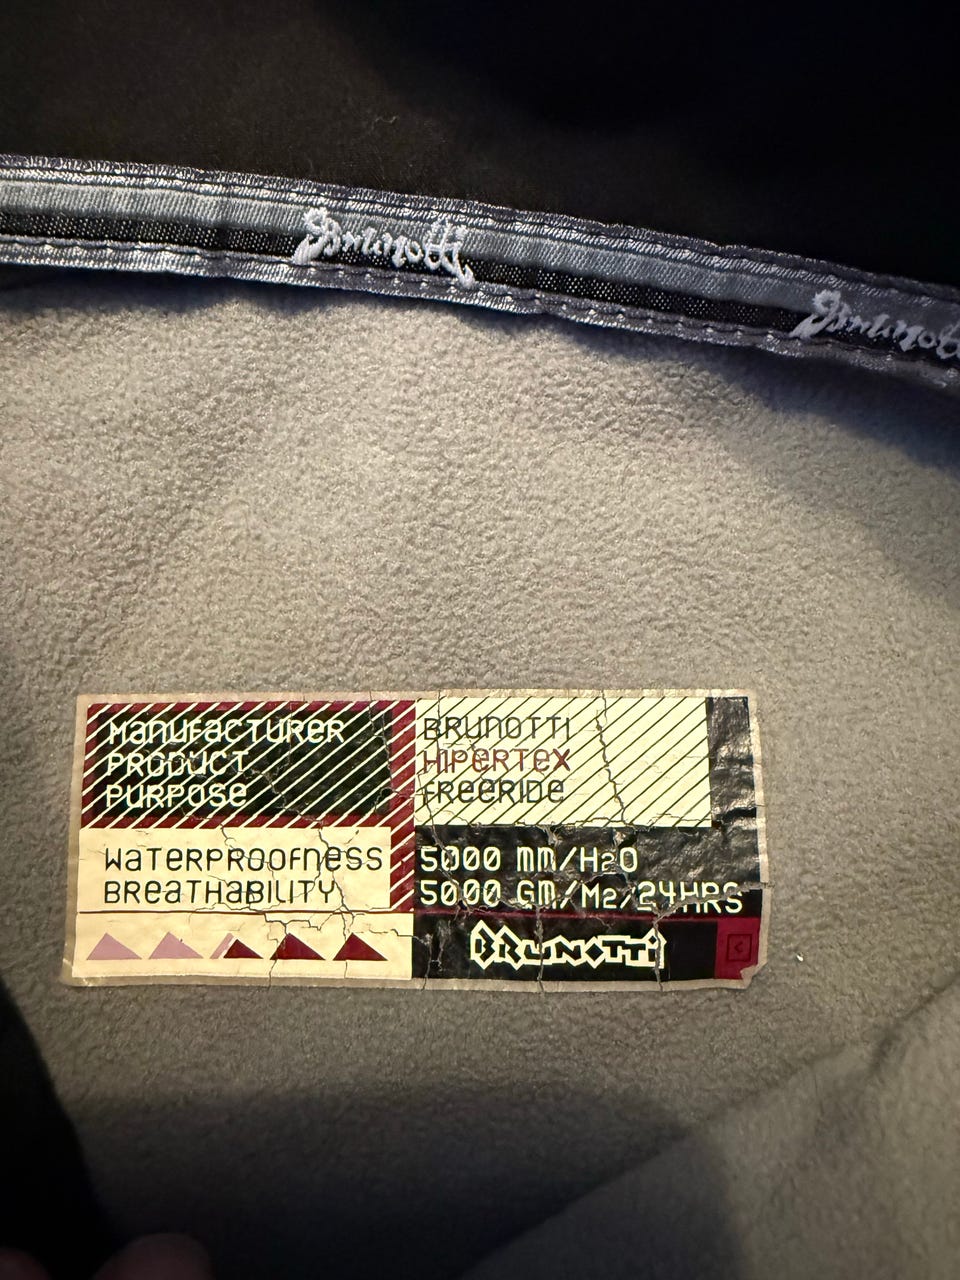 Brunotti
Brunotti
MANUFACTURER BRUNOTTI
PRODUCT HIPERTEX
PURPOSE FREERIDE
WATERPROOFNESS 5000 MM/H2O
BREATHABILITY 5000 GM/M2/24HRS
BRUNOTTI C